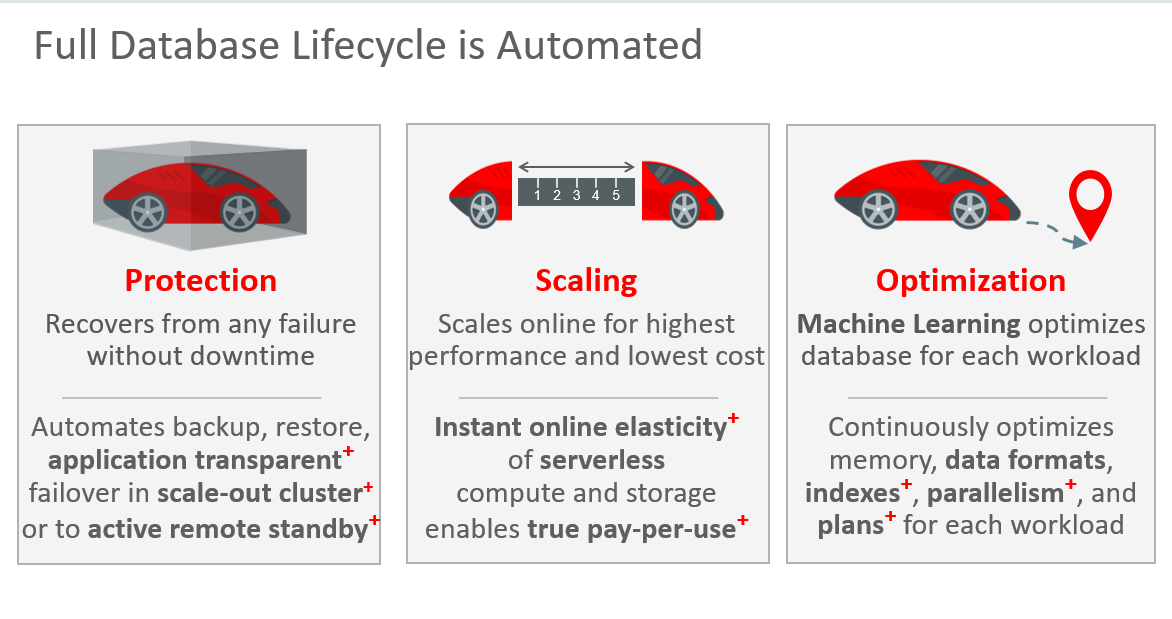 Full Database Lifecycle is Automated
Protection
Recovers from any failure
without downtime
Automates backup, restore,
application transparent+
failover in scale-out cluster+
or to active remote standby+
1 2 3 4 5
Scaling
Scales online for highest
performance and lowest cost
Instant online elasticity+
of serverless
compute and storage
enables true pay-per-use+
Optimization
Machine Learning optimizes
database for each workload
Continuously optimizes
memory, data formats,
indexes+, parallelism+, and
plans+ for each workload